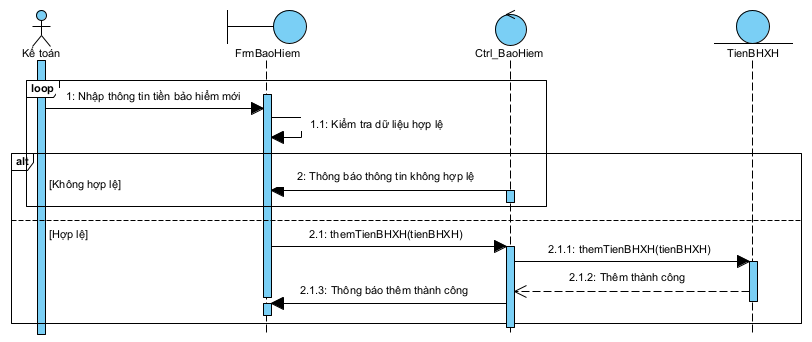 Kế toán
FrmBaoHiem
Ctrl_BaoHiem
TienBHXH
loop
1: Nhập thông tin tiền bảo hiểm mới
1.1: Kiểm tra dữ liệu hợp lệ
alt
[Không hợp lệ]
2: Thông báo thông tin không hợp lệ
[Hợp lệ]
2.1: themTienBHXH(tienBHXH)
2.1.1: themTienBHXH(tienBHXH)
2.1.2: Thêm thành công
2.1.3: Thông báo thêm thành công